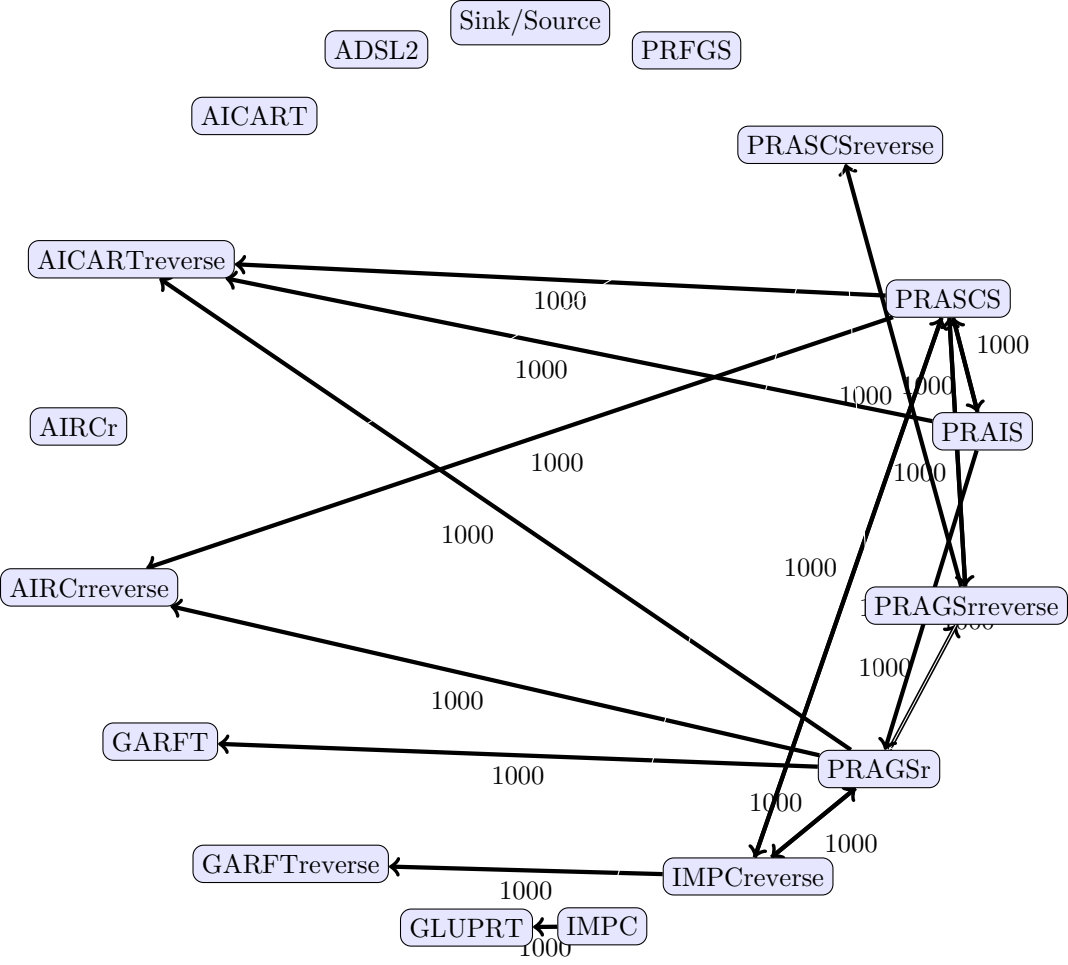 Sink/Source
ADSL2
PRFGS
AICART
PRASCSreverse
AICARTreverse
PRASCS
1000
1000
1000
1000
1000
AIRCr
PRAIS
1000
1000
1000
1000
AIRCrreverse
PRAGSrreverse
1000
1000
GARFT
PRAGSr
1000
1000
1000
GARFTreverse
IMPCreverse
1000
GLUPRT
IMPC
1000